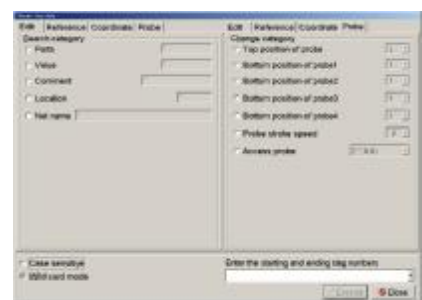 Edit Reference Coordinate Probe
Search category
Parts
Value
Comment
Location
Net name
Case sensitive
Wild card mode
Edit Reference Coordinate Probe
Change category
Top position of probe
Bottom position of probe1
Bottom position of probe2
Bottom position of probe3
Bottom position of probe4
Probe stroke speed
Access probe
Enter the starting and ending step numbers
Close